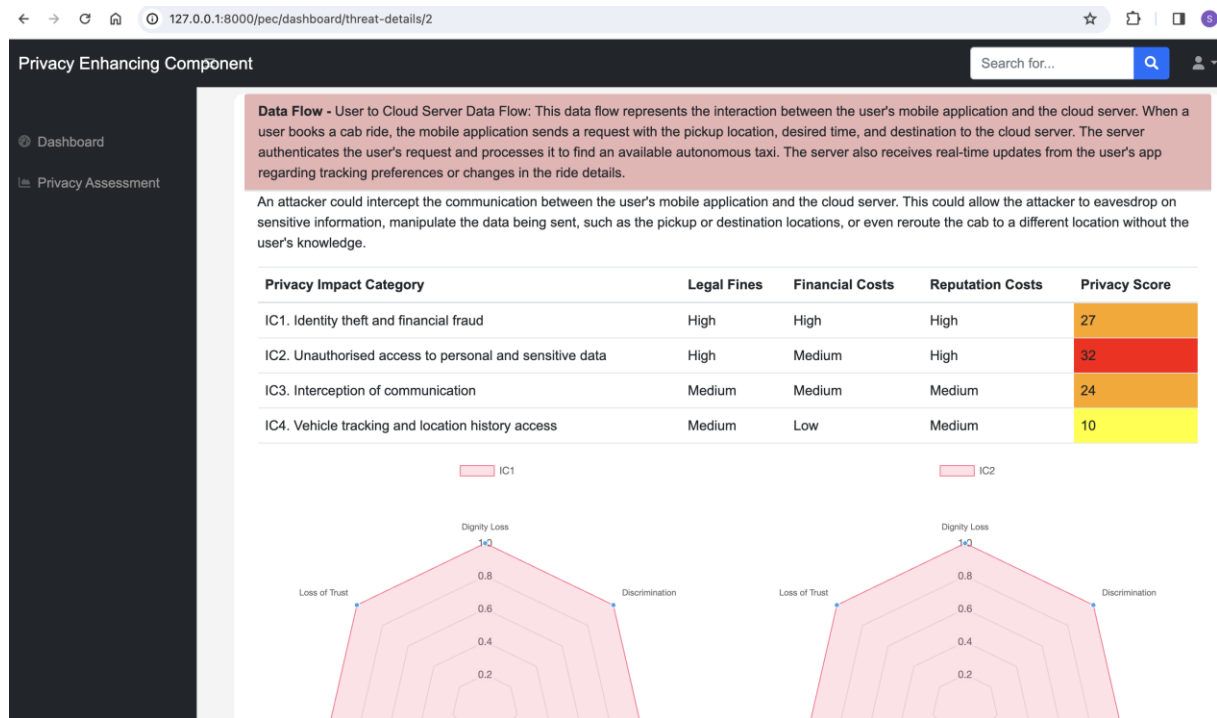 127.0.0.1:8000/pec/dashboard/threat-details/2
S
Privacy Enhancing Component
Search for...
Dashboard
Privacy Assessment
Data Flow - User to Cloud Server Data Flow: This data flow represents the interaction between the user's mobile application and the cloud server. When a
user books a cab ride, the mobile application sends a request with the pickup location, desired time, and destination to the cloud server. The server
authenticates the user's request and processes it to find an available autonomous taxi. The server also receives real-time updates from the user's app
regarding tracking preferences or changes in the ride details.
An attacker could intercept the communication between the user's mobile application and the cloud server. This could allow the attacker to eavesdrop on
sensitive information, manipulate the data being sent, such as the pickup or destination locations, or even reroute the cab to a different location without the
user's knowledge.
Privacy Impact Category Legal Fines Financial Costs Reputation Costs Privacy Score
IC1. Identity theft and financial fraud High High High 27
IC2. Unauthorised access to personal and sensitive data High Medium High 32
IC3. Interception of communication Medium Medium Medium 24
IC4. Vehicle tracking and location history access Medium Low Medium 10
IC1
Dignity Loss
1.0
0.8
Loss of Trust Discrimination
0.6
0.4
0.2
IC2
Dignity Loss
1.0
0.8
Loss of Trust Discrimination
0.6
0.4
0.2